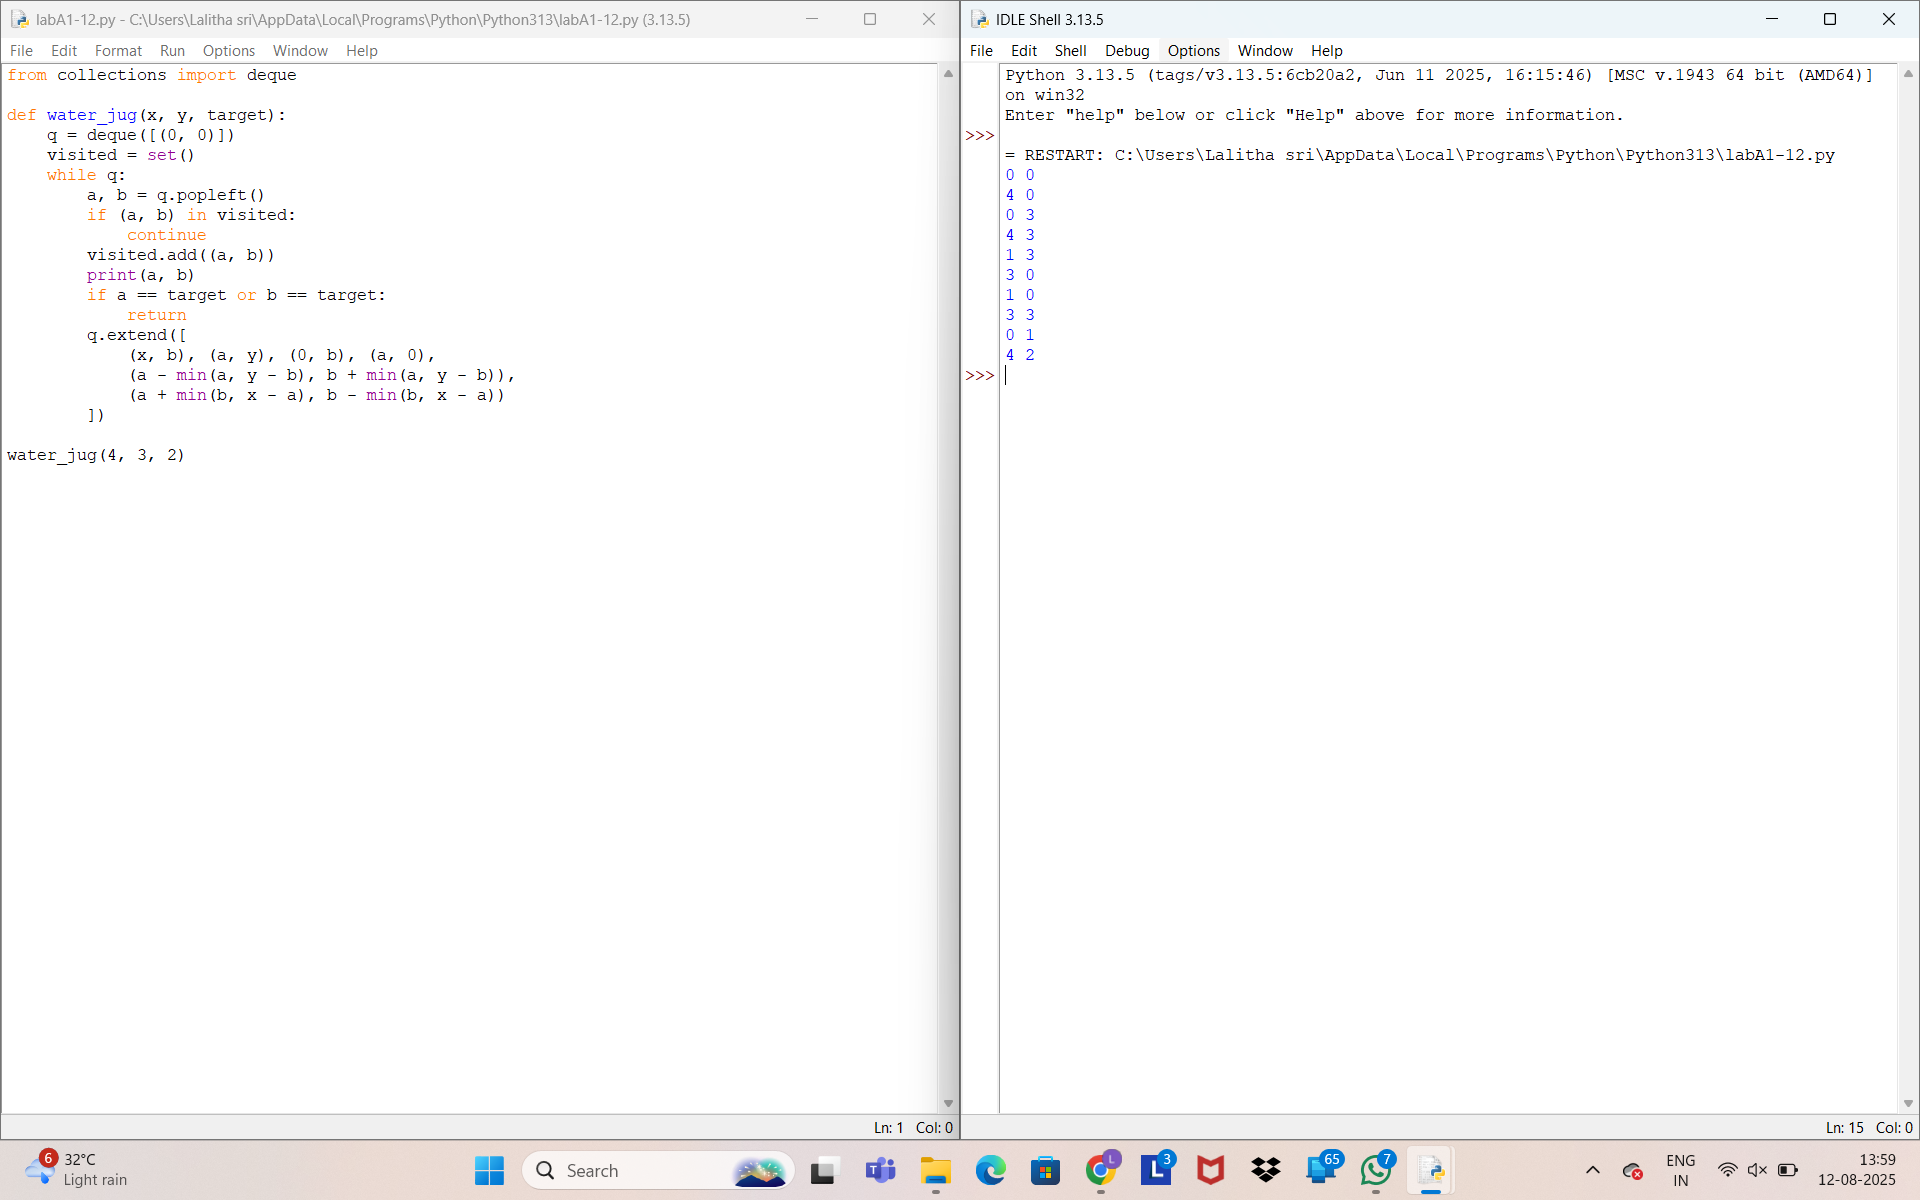 labA1-12.py - C:\Users\Lalitha sri\AppData\Local\Programs\Python\Python313\labA1-12.py (3.13.5)
File Edit Format Run Options Window Help
from collections import deque

def water_jug(x, y, target):
    q = deque([(0, 0)])
    visited = set()
    while q:
        a, b = q.popleft()
        if (a, b) in visited:
            continue
        visited.add((a, b))
        print(a, b)
        if a == target or b == target:
            return
        q.extend([
            (x, b), (a, y), (0, b), (a, 0),
            (a - min(a, y - b), b + min(a, y - b)),
            (a + min(b, x - a), b - min(b, x - a))
        ])

water_jug(4, 3, 2)
Ln: 1 Col: 0
IDLE Shell 3.13.5
File Edit Shell Debug Options Window Help
Python 3.13.5 (tags/v3.13.5:6cb20a2, Jun 11 2025, 16:15:46) [MSC v.1943 64 bit (AMD64)]
on win32
Enter "help" below or click "Help" above for more information.
>>>
= RESTART: C:\Users\Lalitha sri\AppData\Local\Programs\Python\Python313\labA1-12.py
0 0
4 0
0 3
4 3
1 3
3 0
1 0
3 3
0 1
4 2
>>>
Ln: 15 Col: 0
6
32°C
Light rain
Search
L
L
3
65
7
ENG
IN
13:59
12-08-2025